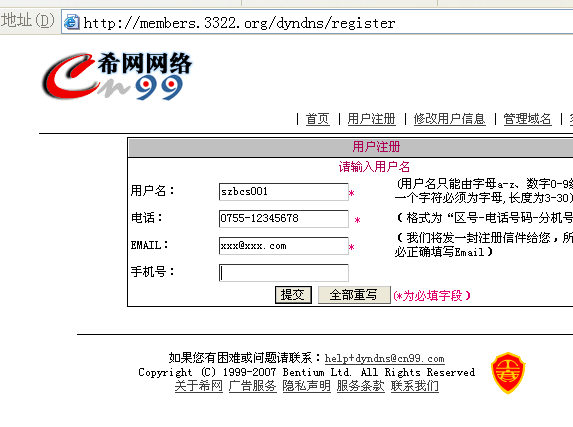 地址(D) http://members.3322.org/dyndns/register
希网网络
Cn99
| 首页 | 用户注册 | 修改用户信息 | 管理域名 |
用户注册
请输入用户名
用户名： szbcs001 * (用户名只能由字母a-z、数字0-9
一个字符必须为字母,长度为3-30)
电话： 0755-12345678 * (格式为“区号-电话号码-分机号
EMAIL： xxx@xxx.com * (我们将发一封注册信件给您，所
必正确填写Email)
手机号：
提交 全部重写 (*为必填字段)
如果您有困难或问题请联系：help+dyndns@cn99.com
Copyright (C) 1999-2007 Bentium Ltd. All Rights Reserved
关于希网 广告服务 隐私声明 服务条款 联系我们